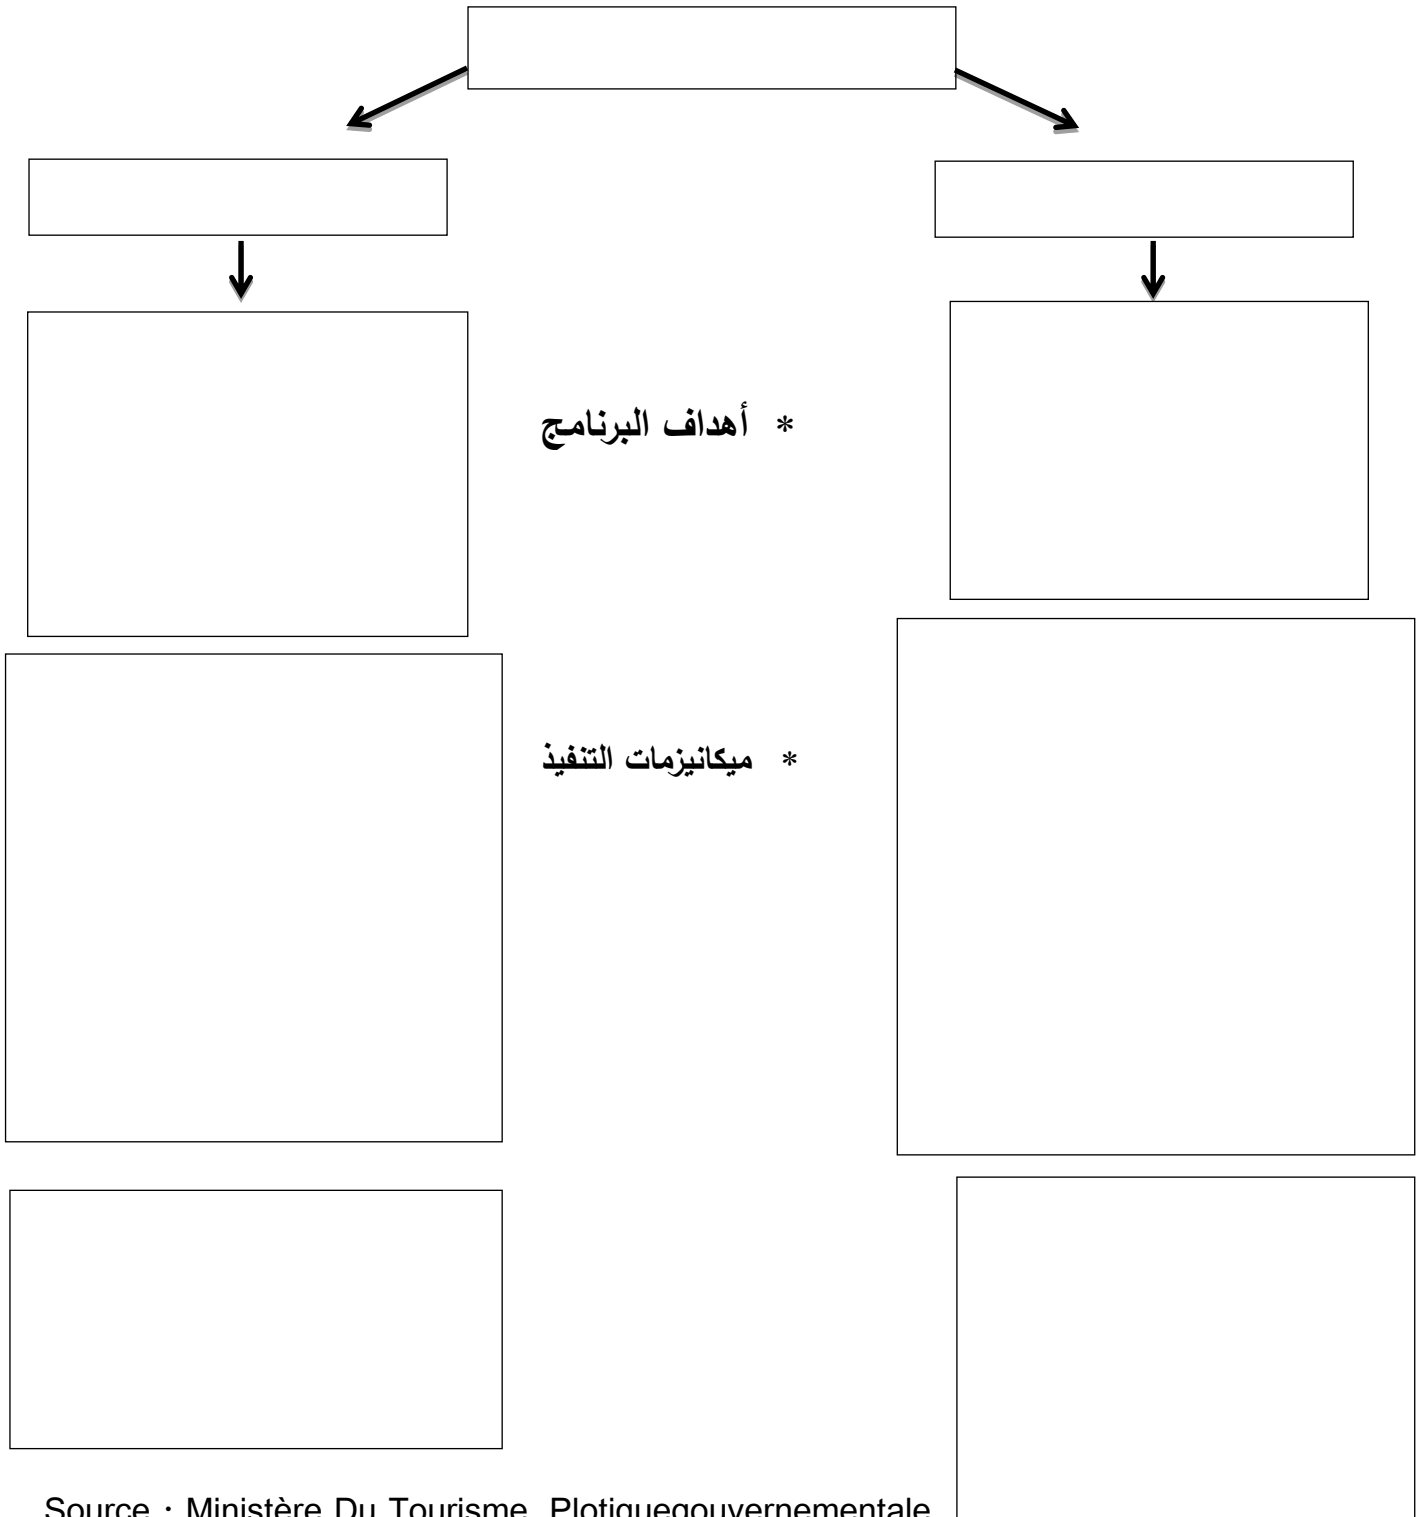 * أهداف البرنامج
* ميكانيزمات التنفيذ
Source : Ministère Du Tourisme, Plotiquegouvernementale